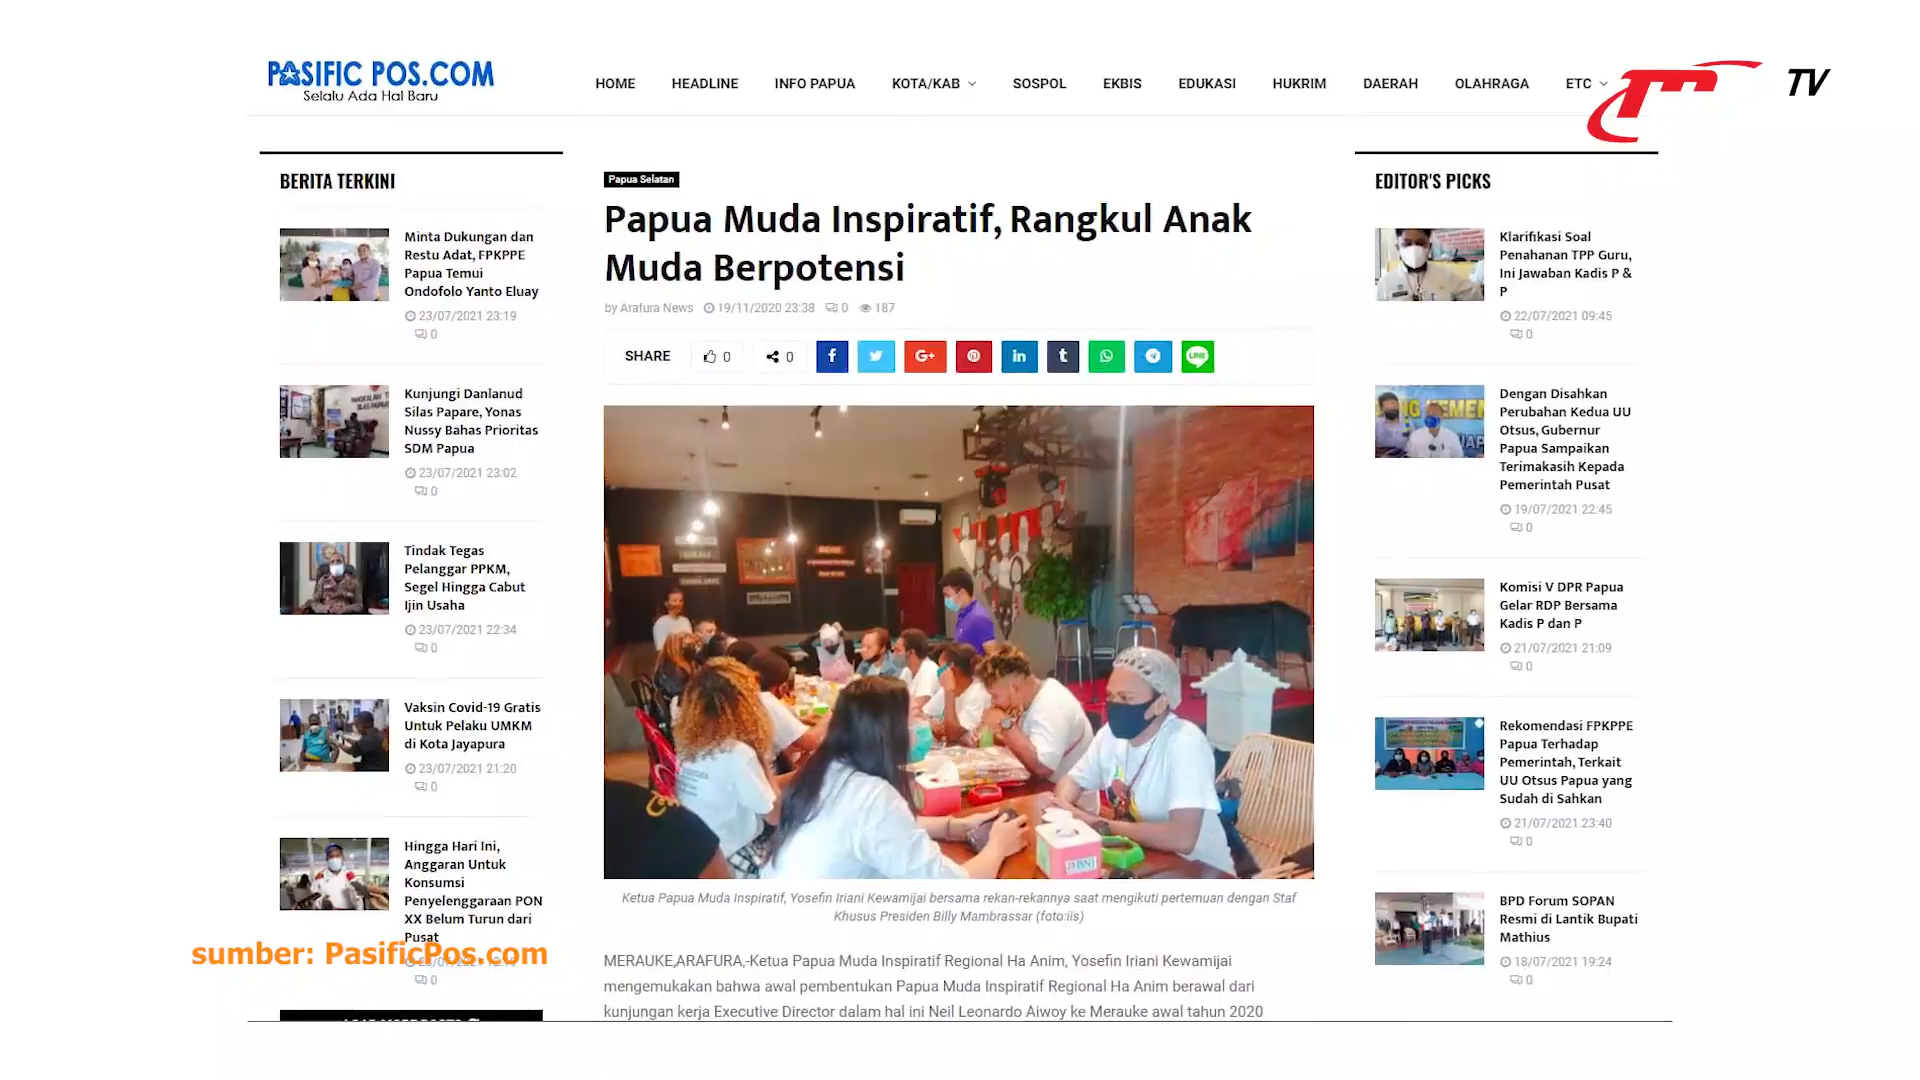 PASIFIC POS.COM
Selalu Ada Hal Baru
HOME
HEADLINE
INFO PAPUA
KOTA/KAB
SOSPOL
EKBIS
EDUKASI
HUKRIM
DAERAH
OLAHRAGA
ETC
TV
BERITA TERKINI
Minta Dukungan dan
Restu Adat, FPKPPE
Papua Temui
Ondofolo Yanto Eluay
23/07/2021 23:19
0
Kunjungi Danlanud
Silas Papare, Yonas
Nussy Bahas Prioritas
SDM Papua
23/07/2021 23:02
0
Tindak Tegas
Pelanggar PPKM,
Segel Hingga Cabut
Ijin Usaha
23/07/2021 22:34
0
Vaksin Covid-19 Gratis
Untuk Pelaku UMKM
di Kota Jayapura
23/07/2021 21:20
0
Hingga Hari Ini,
Anggaran Untuk
Konsumsi
Penyelenggaraan PON
XX Belum Turun dari
Pusat
0
sumber: PasificPos.com
Papua Selatan
Papua Muda Inspiratif, Rangkul Anak
Muda Berpotensi
by Arafura News 19/11/2020 23:38 0 187
SHARE 0 0
LINE
BNI
Ketua Papua Muda Inspiratif, Yosefin Iriani Kewamijai bersama rekan-rekannya saat mengikuti pertemuan dengan Staf
Khusus Presiden Billy Mambrassar (foto:iis)
MERAUKE,ARAFURA,-Ketua Papua Muda Inspiratif Regional Ha Anim, Yosefin Iriani Kewamijai
mengemukakan bahwa awal pembentukan Papua Muda Inspiratif Regional Ha Anim berawal dari
kunjungan kerja Executive Director dalam hal ini Neil Leonardo Aiwoy ke Merauke awal tahun 2020
EDITOR'S PICKS
Klarifikasi Soal
Penahanan TPP Guru,
Ini Jawaban Kadis P &
P
22/07/2021 09:45
0
Dengan Disahkan
Perubahan Kedua UU
Otsus, Gubernur
Papua Sampaikan
Terimakasih Kepada
Pemerintah Pusat
19/07/2021 22:45
0
Komisi V DPR Papua
Gelar RDP Bersama
Kadis P dan P
21/07/2021 21:09
0
Rekomendasi FPKPPE
Papua Terhadap
Pemerintah, Terkait
UU Otsus Papua yang
Sudah di Sahkan
21/07/2021 23:40
0
BPD Forum SOPAN
Resmi di Lantik Bupati
Mathius
18/07/2021 19:24
0